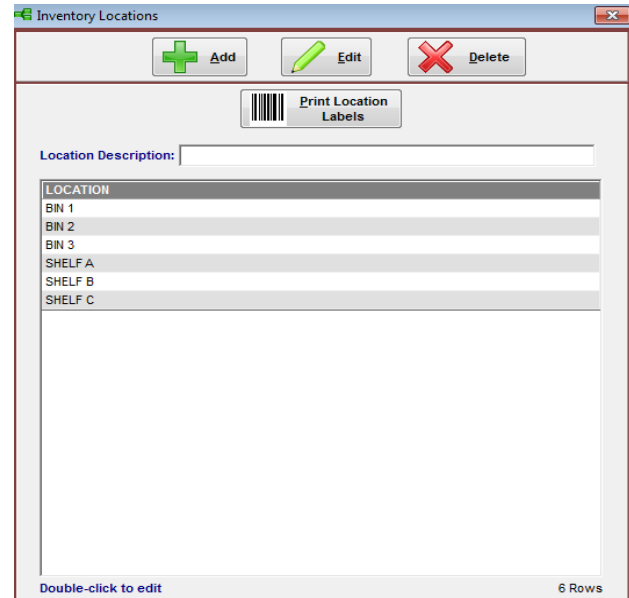 Inventory Locations
Add Edit Delete
Print Location
Labels
Location Description:
LOCATION
BIN 1
BIN 2
BIN 3
SHELF A
SHELF B
SHELF C
Double-click to edit 6 Rows